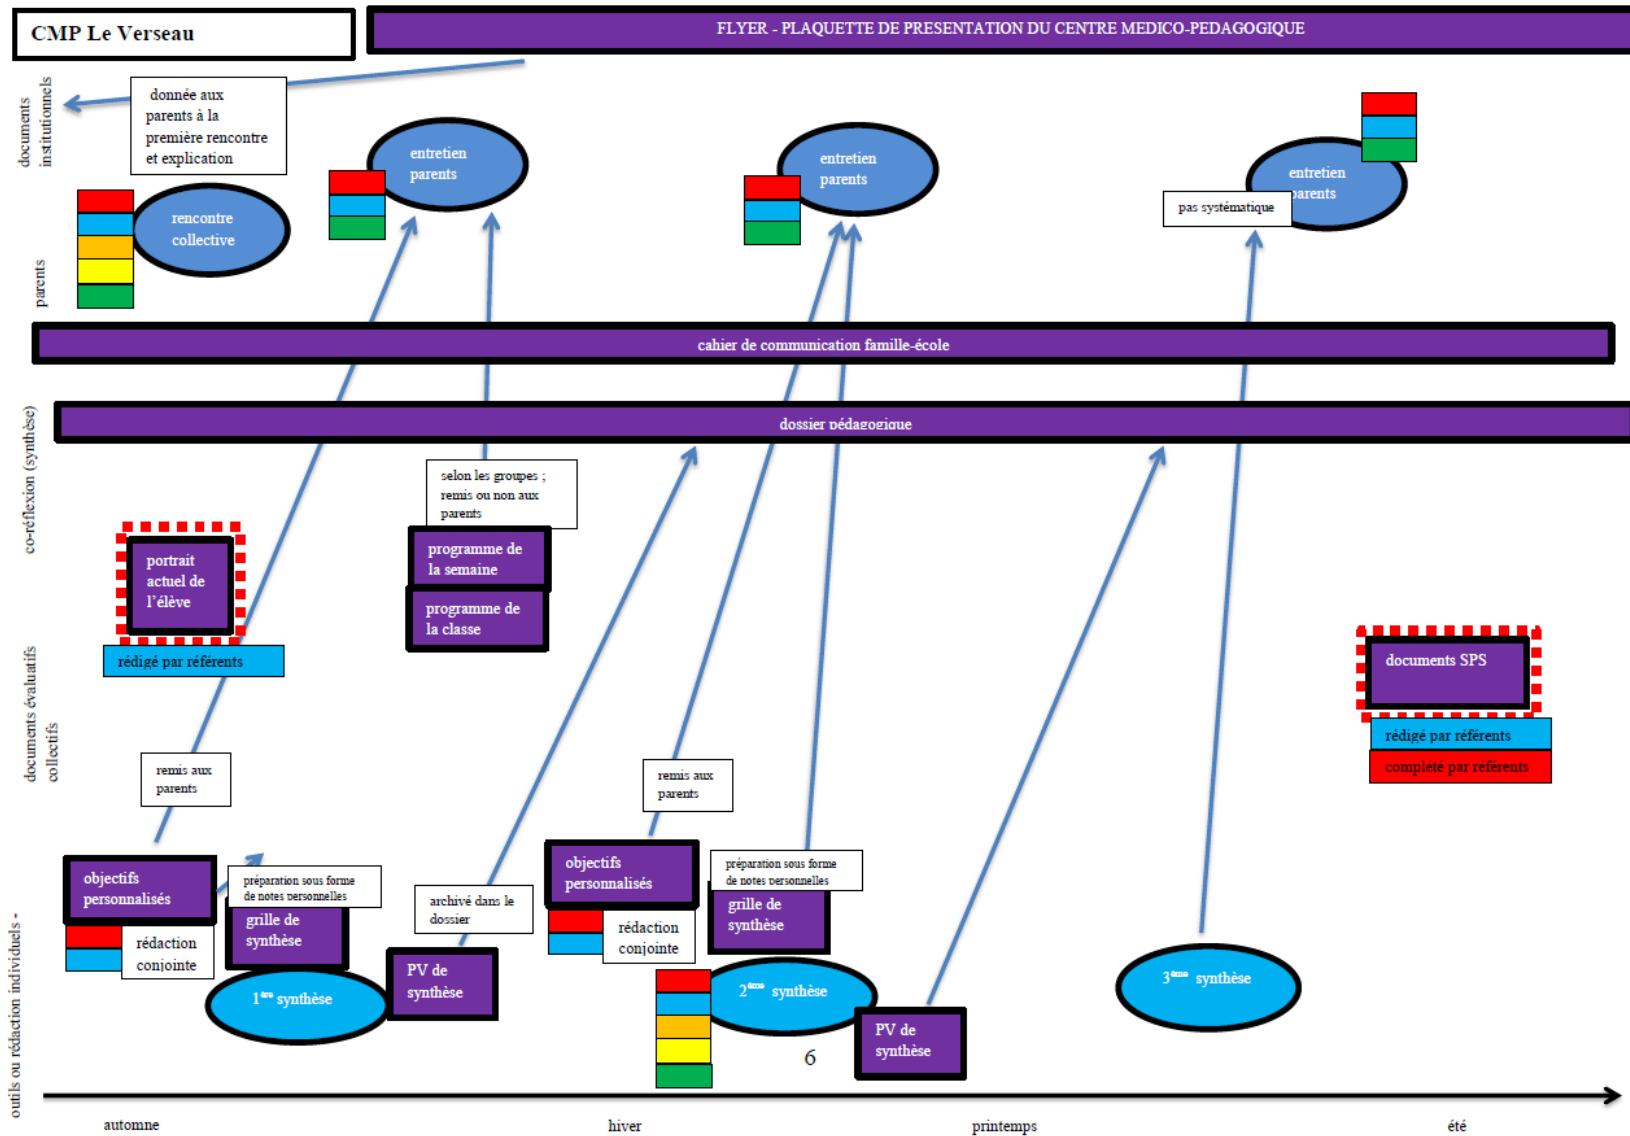 CMP Le Verseau
FLYER - PLAQUETTE DE PRESENTATION DU CENTRE MEDICO-PEDAGOGIQUE
documents
institutionnels
donnée aux
parents à la
première rencontre
et explication
entretien
parents
entretien
parents
entretien
parents
pas systématique
rencontre
collective
parents
cahier de communication famille-école
dossier pédagogique
co-réflexion (synthèse)
selon les groupes ;
remis ou non aux
parents
programme de
la semaine
programme de
la classe
portrait
actuel de
l'élève
rédigé par référents
documents SPS
rédigé par référents
complété par référents
documents évaluatifs
collectifs
remis aux
parents
remis aux
parents
objectifs
personnalisés
rédaction
conjointe
préparation sous forme
de notes personnelles
grille de
synthèse
1ère synthèse
archivé dans le
dossier
PV de
synthèse
objectifs
personnalisés
rédaction
conjointe
préparation sous forme
de notes personnelles
grille de
synthèse
2ème synthèse
PV de
synthèse
3ème synthèse
outils ou rédaction individuels -
6
automne
hiver
printemps
été